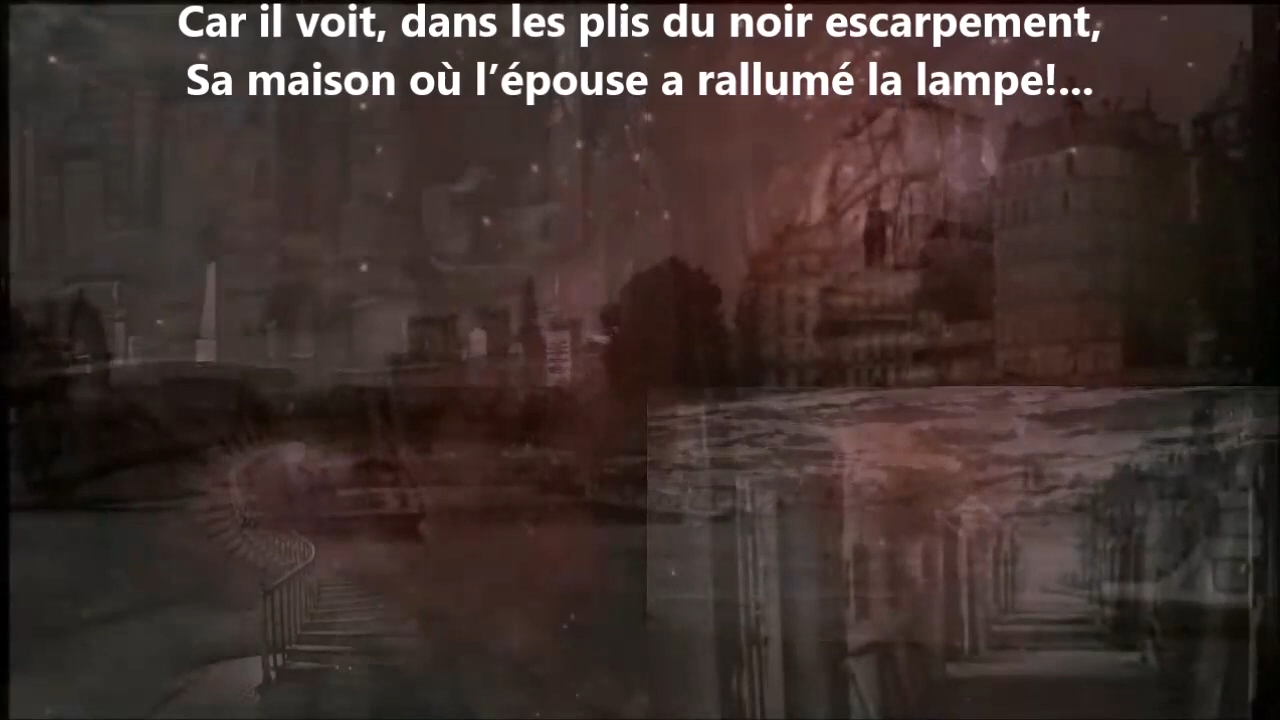 Car il voit, dans les plis du noir escarpement,
Sa maison où l’épouse a rallumé la lampe!...